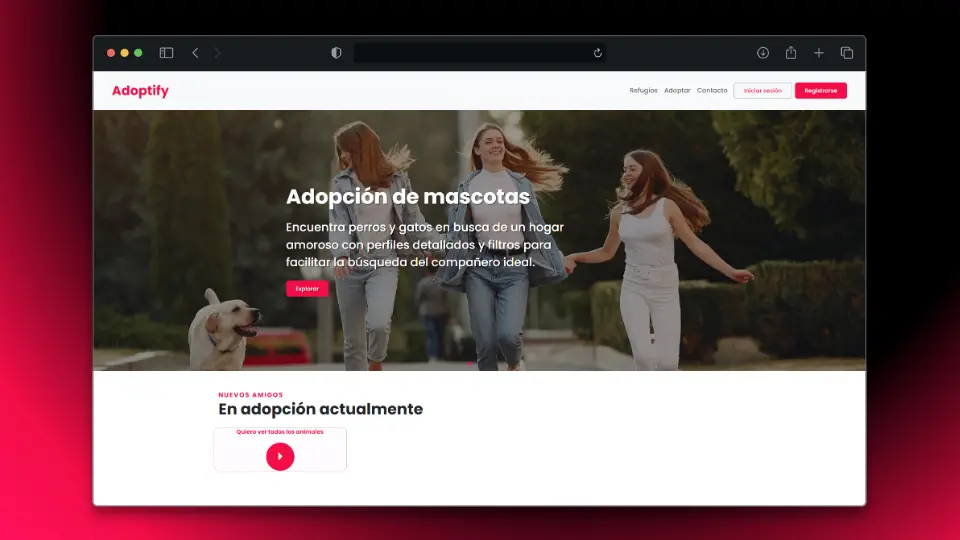 Adoptify
Refugios Adoptar Contacto Iniciar sesión Registrarse
Adopción de mascotas
Encuentra perros y gatos en busca de un hogar
amoroso con perfiles detallados y filtros para
facilitar la búsqueda del compañero ideal.
Explorar
NUEVOS AMIGOS
En adopción actualmente
Quiero ver todos los animales